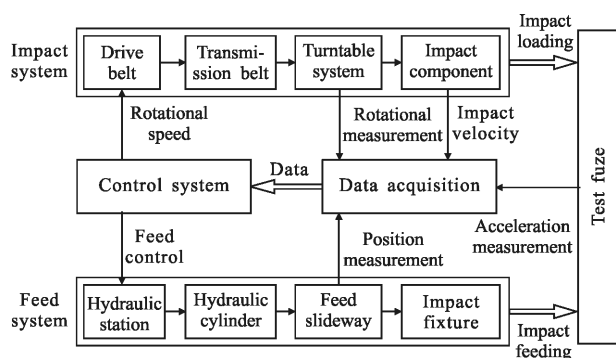 Impact
system
Drive
belt
Transmis-
sion belt
Turntable
system
Impact
component
Impact
loading
Rotational
speed
Rotational
measurement
Impact
velocity
Control system
Data
Data acquisition
Test fuze
Feed
control
Position
measurement
Acceleration
measurement
Feed
system
Hydraulic
station
Hydraulic
cylinder
Feed
slideway
Impact
fixture
Impact
feeding